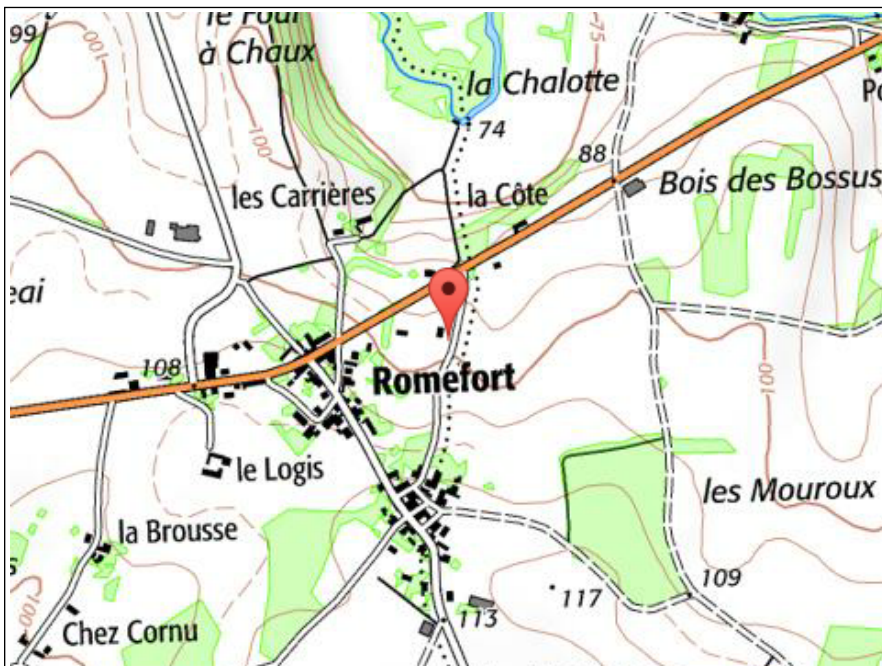 99
le Four
à Chaux
100
100
75
la Chalotte
74
88
les Carrières
la Côte
Bois des Bossus
eai
108
Romefort
100
le Logis
les Mouroux
la Brousse
109
117
113
100
Chez Cornu